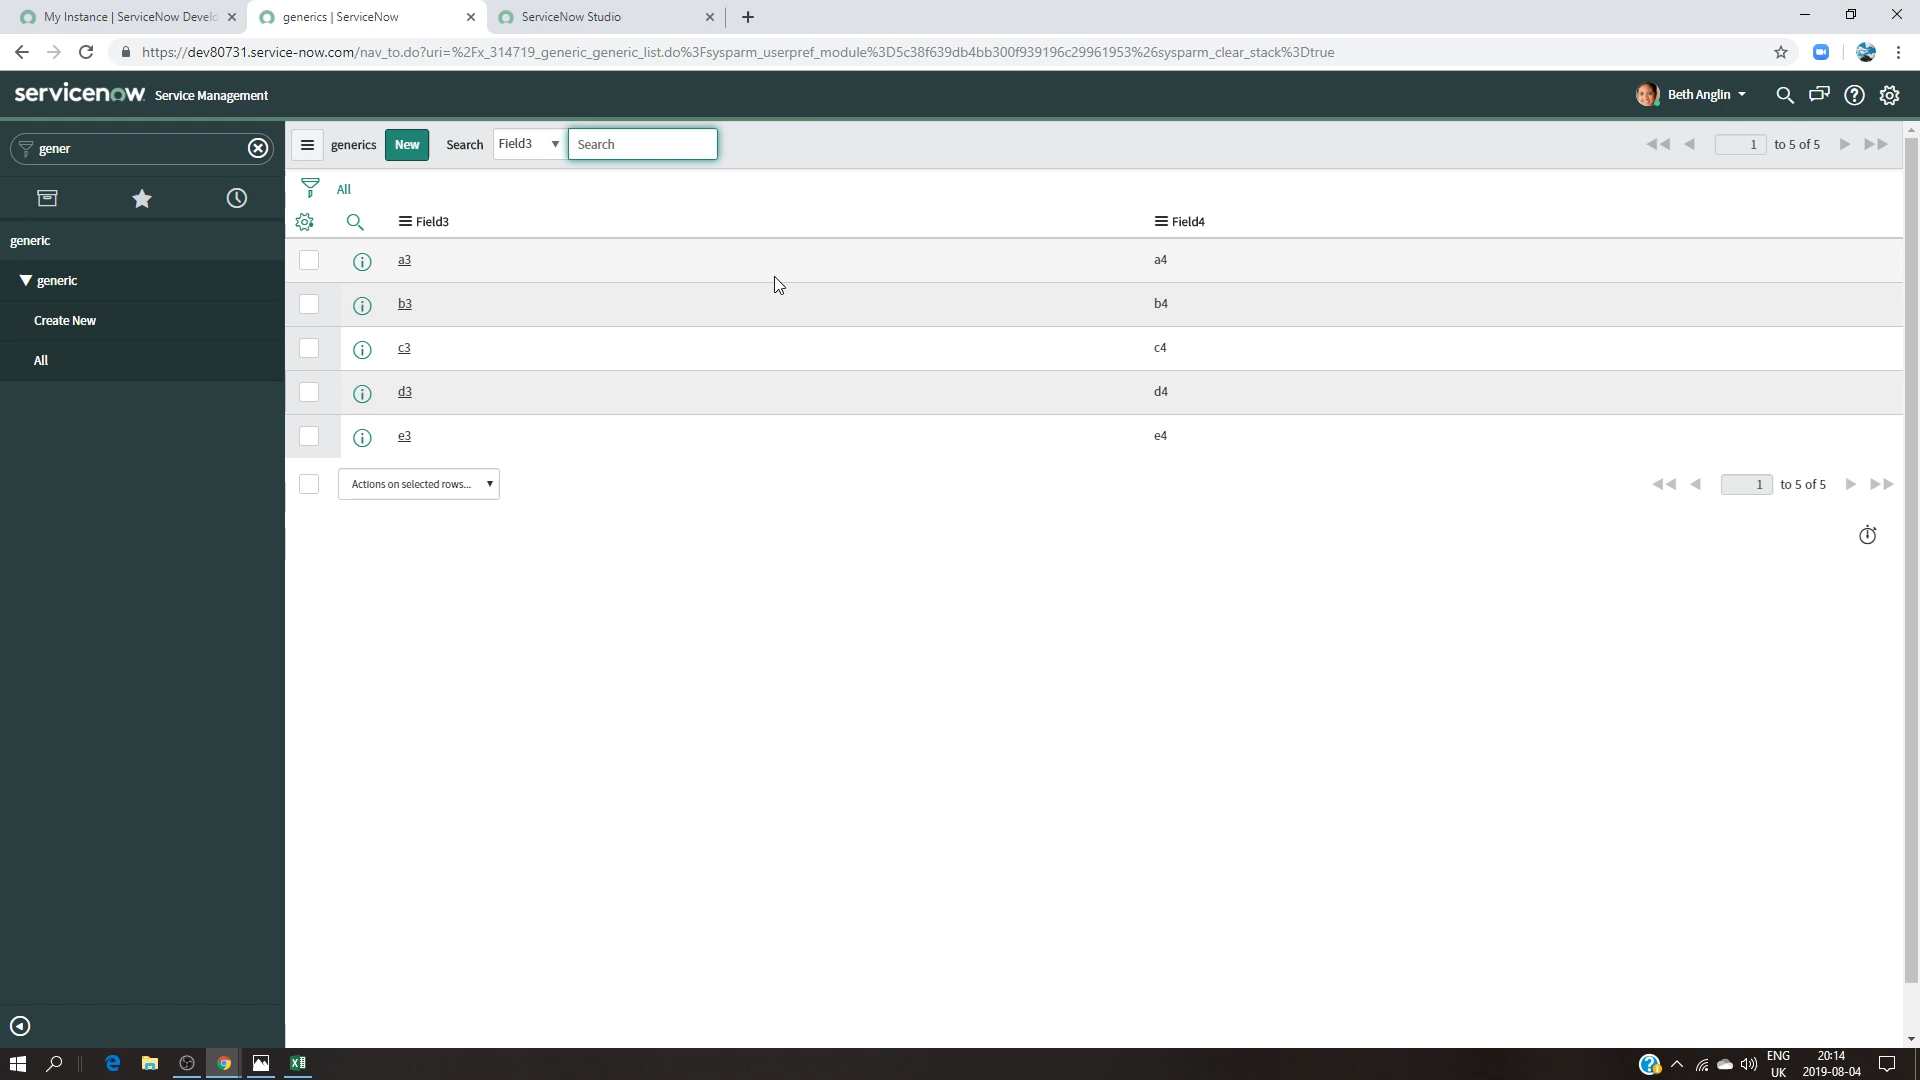 My Instance | ServiceNow Develo
generics | ServiceNow
ServiceNow Studio
https://dev80731.service-now.com/nav_to.do?uri=%2Fx_314719_generic_generic_list.do%3Fsysparm_userpref_module%3D5c38f639db4bb300f939196c29961953%26sysparm_clear_stack%3Dtrue
servicenow Service Management
Beth Anglin
gener
generics New Search Field3 Search
1 to 5 of 5
All
Field3 Field4
generic
a3 a4
generic
b3 b4
Create New
c3 c4
All
d3 d4
e3 e4
Actions on selected rows...
1 to 5 of 5
ENG
UK
20:14
2019-08-04